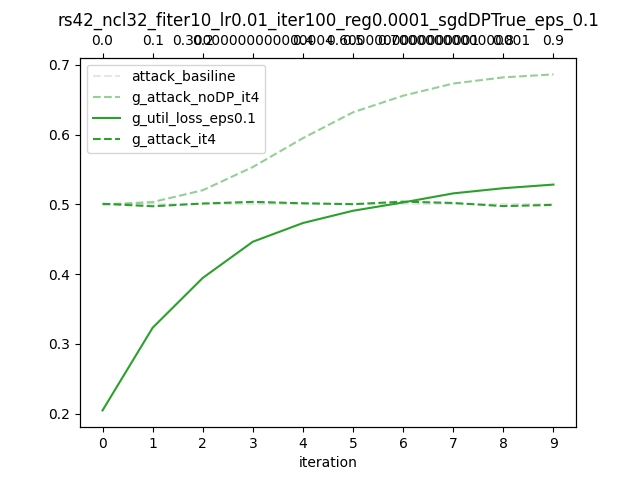 rs42_ncl32_fiter10_lr0.01_iter100_reg0.0001_sgdDPTrue_eps_0.1
0.0 0.1 0.9
0.7
0.6
0.5
0.4
0.3
0.2
attack_basiline
g_attack_noDP_it4
g_util_loss_eps0.1
g_attack_it4
0 1 2 3 4 5 6 7 8 9
iteration